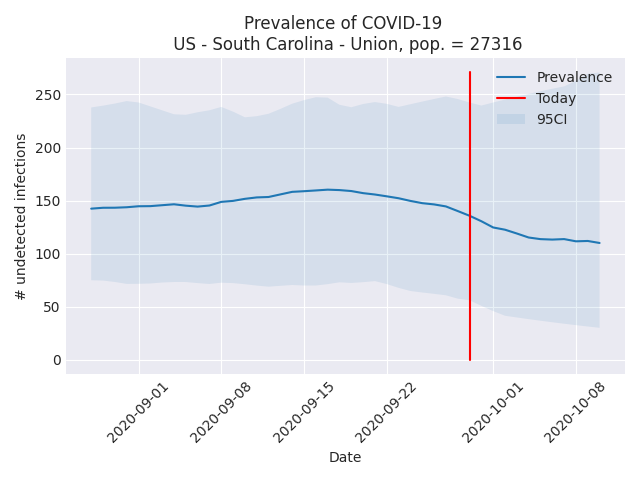 Prevalence of COVID-19
US - South Carolina - Union, pop. = 27316
Prevalence
Today
95CI
# undetected infections
250
200
150
100
50
0
2020-09-01
2020-09-08
2020-09-15
2020-09-22
2020-10-01
2020-10-08
Date